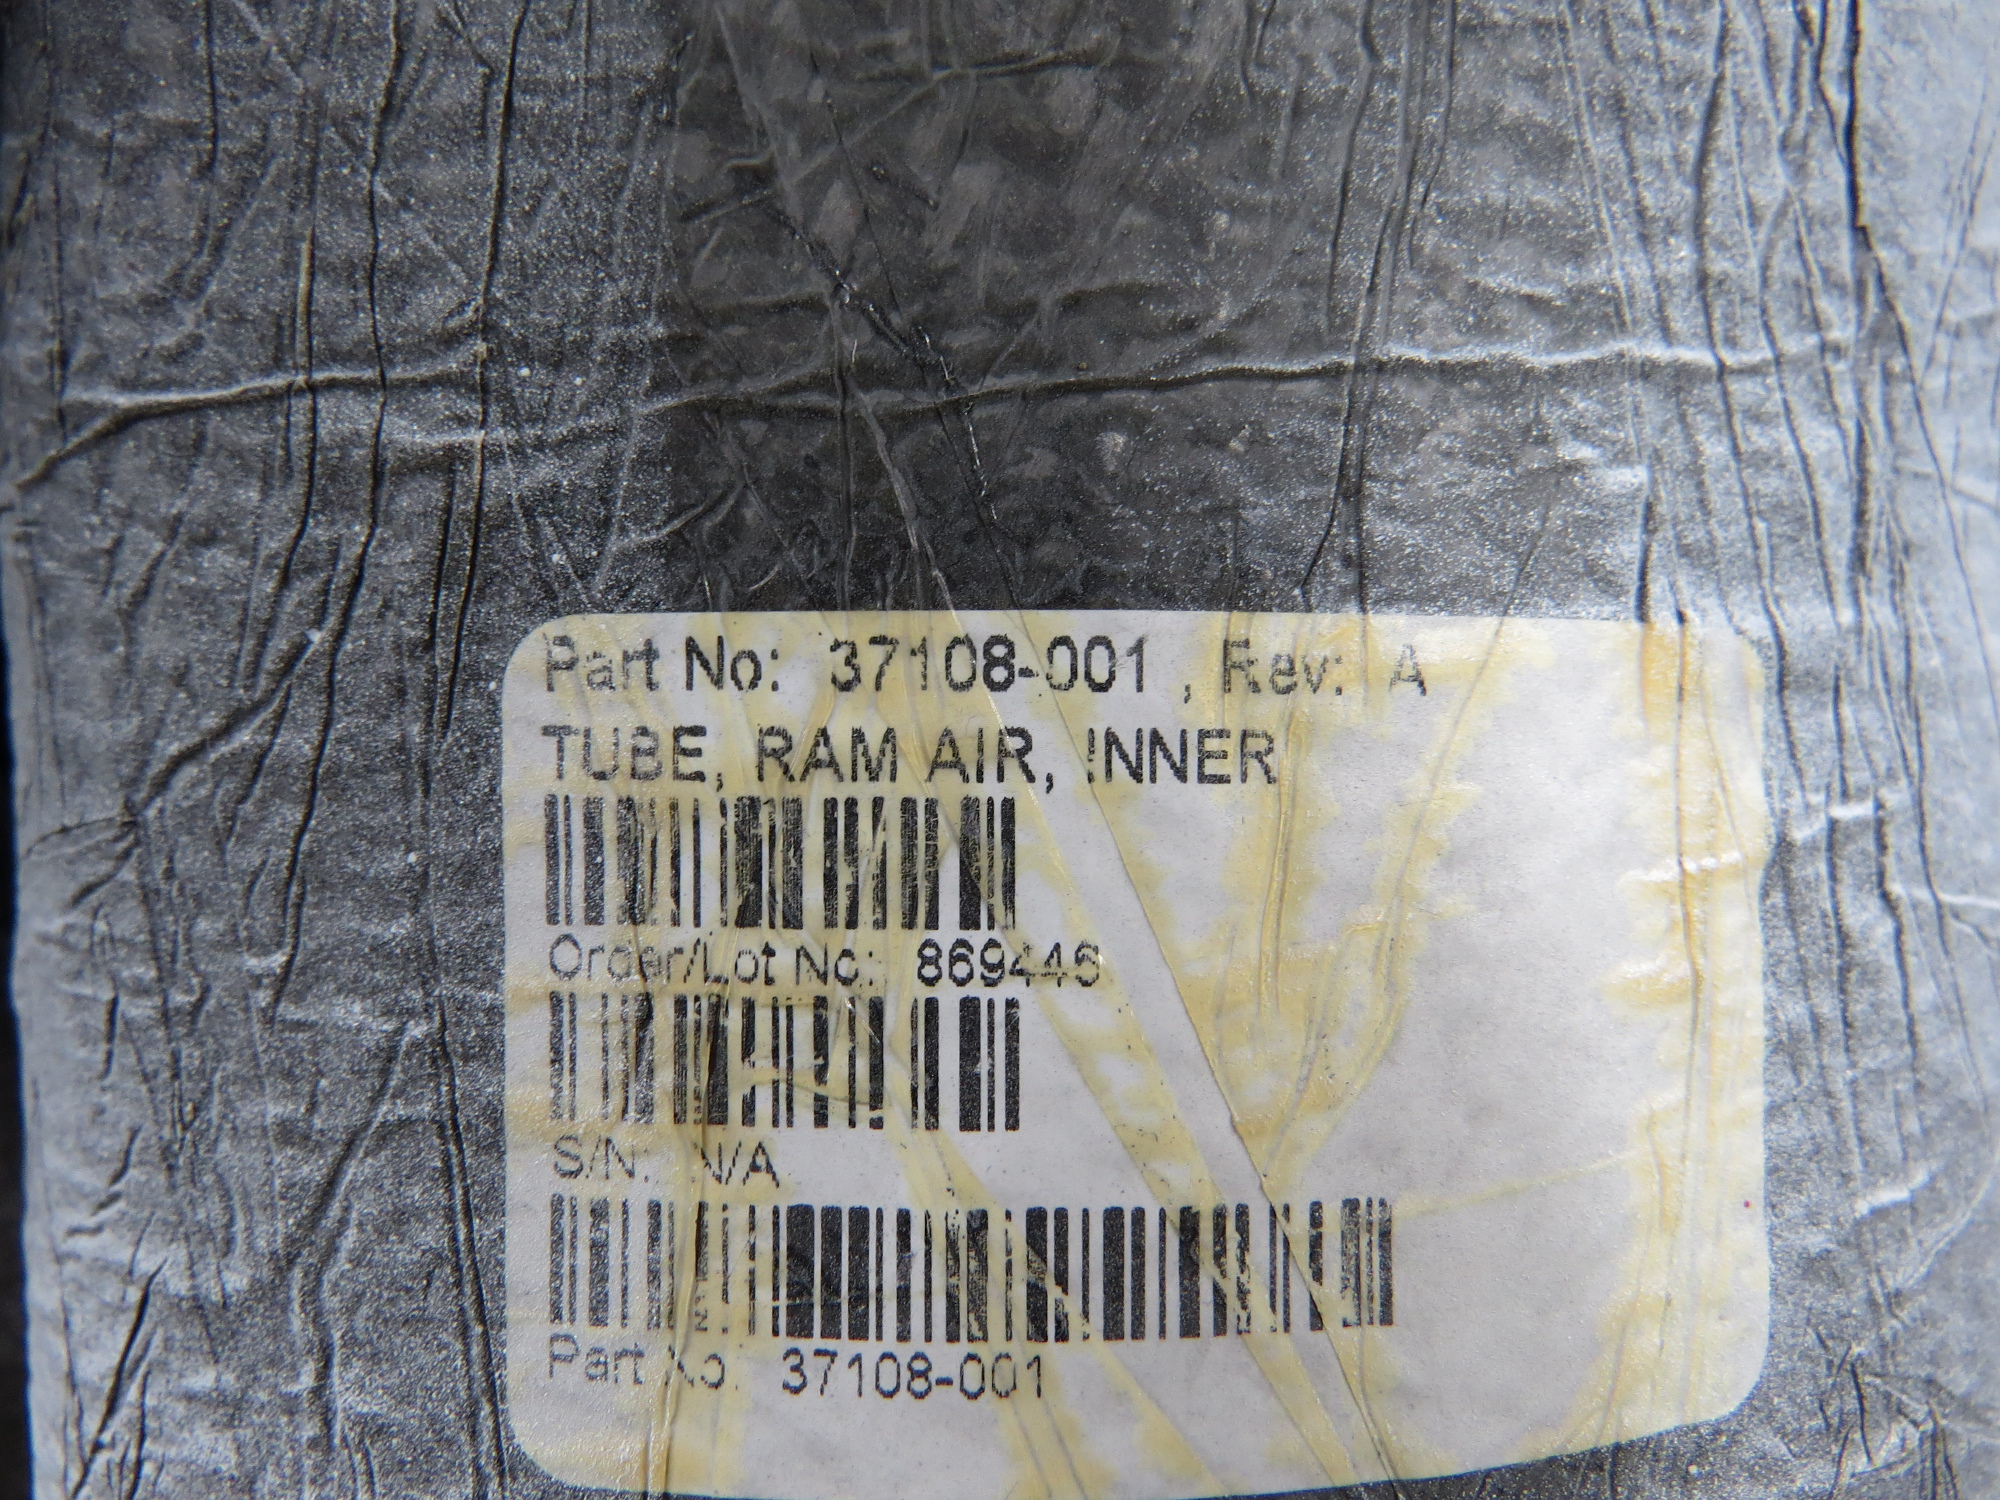 Part No: 37108-001 , Rev: A
TUBE, RAM AIR, INNER
Order/Lot No: 869446
S/N: N/A
Part No: 37108-001